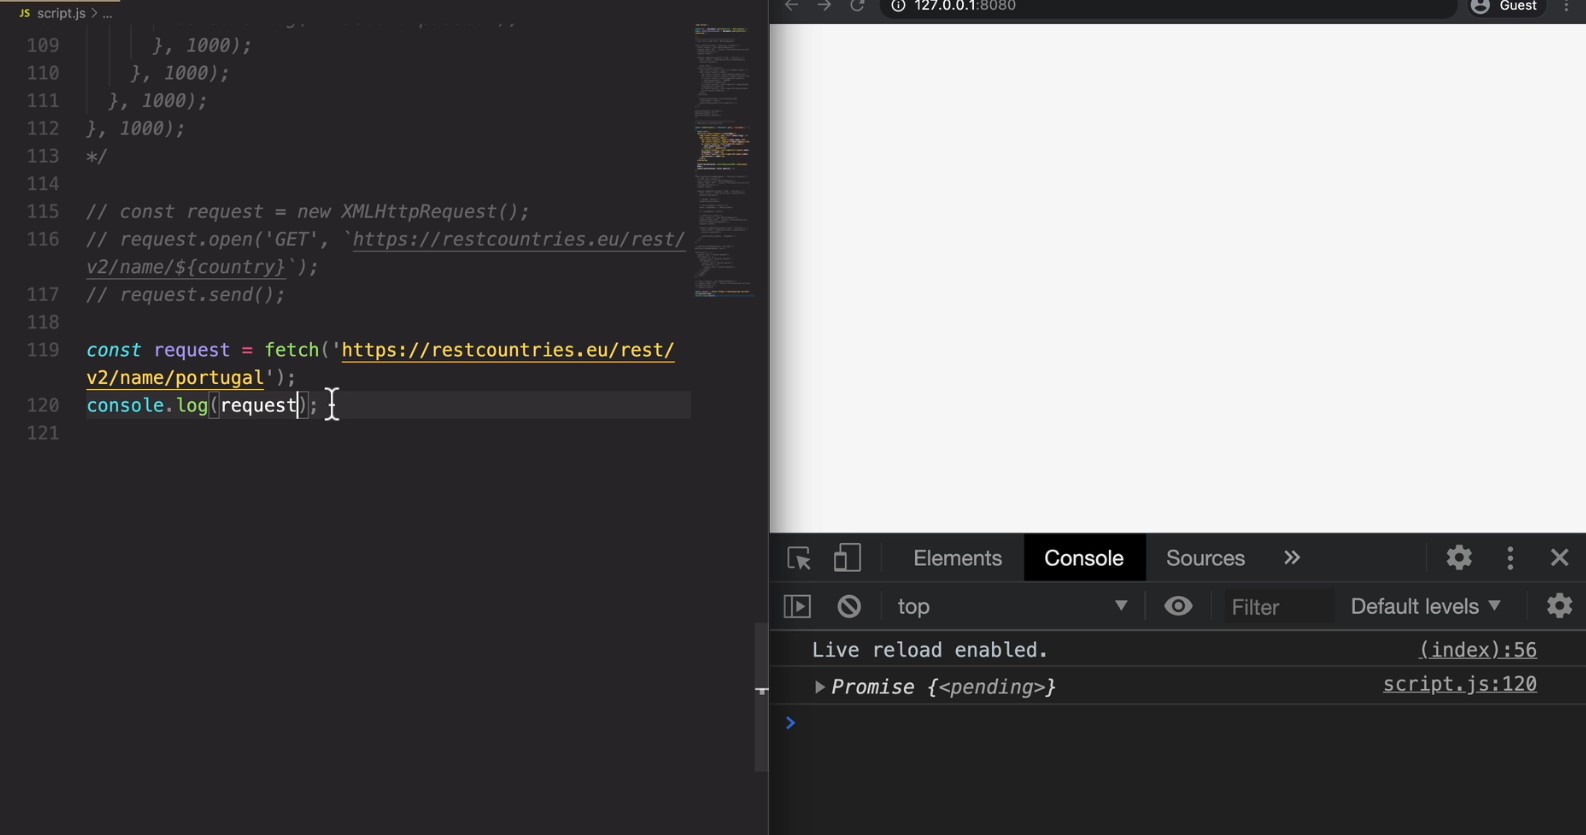 JS script.js > ...
109 }, 1000);
110 }, 1000);
111 }, 1000);
112 }, 1000);
113 */
114
115 // const request = new XMLHttpRequest();
116 // request.open('GET', `https://restcountries.eu/rest/
v2/name/${country}`);
117 // request.send();
118
119 const request = fetch('https://restcountries.eu/rest/
v2/name/portugal');
120 console.log(request);
121
127.0.0.1:8080
Guest
Elements Console Sources »
top ▼ Filter Default levels ▼
Live reload enabled. (index):56
Promise {<pending>} script.js:120
>